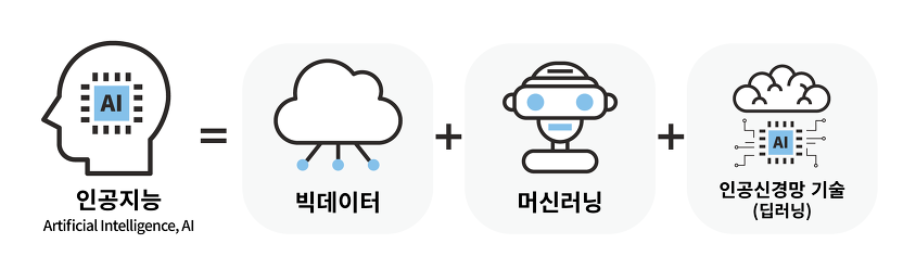 AI
인공지능
Artificial Intelligence, AI
=
빅데이터
+
머신러닝
+
AI
인공신경망 기술
(딥러닝)